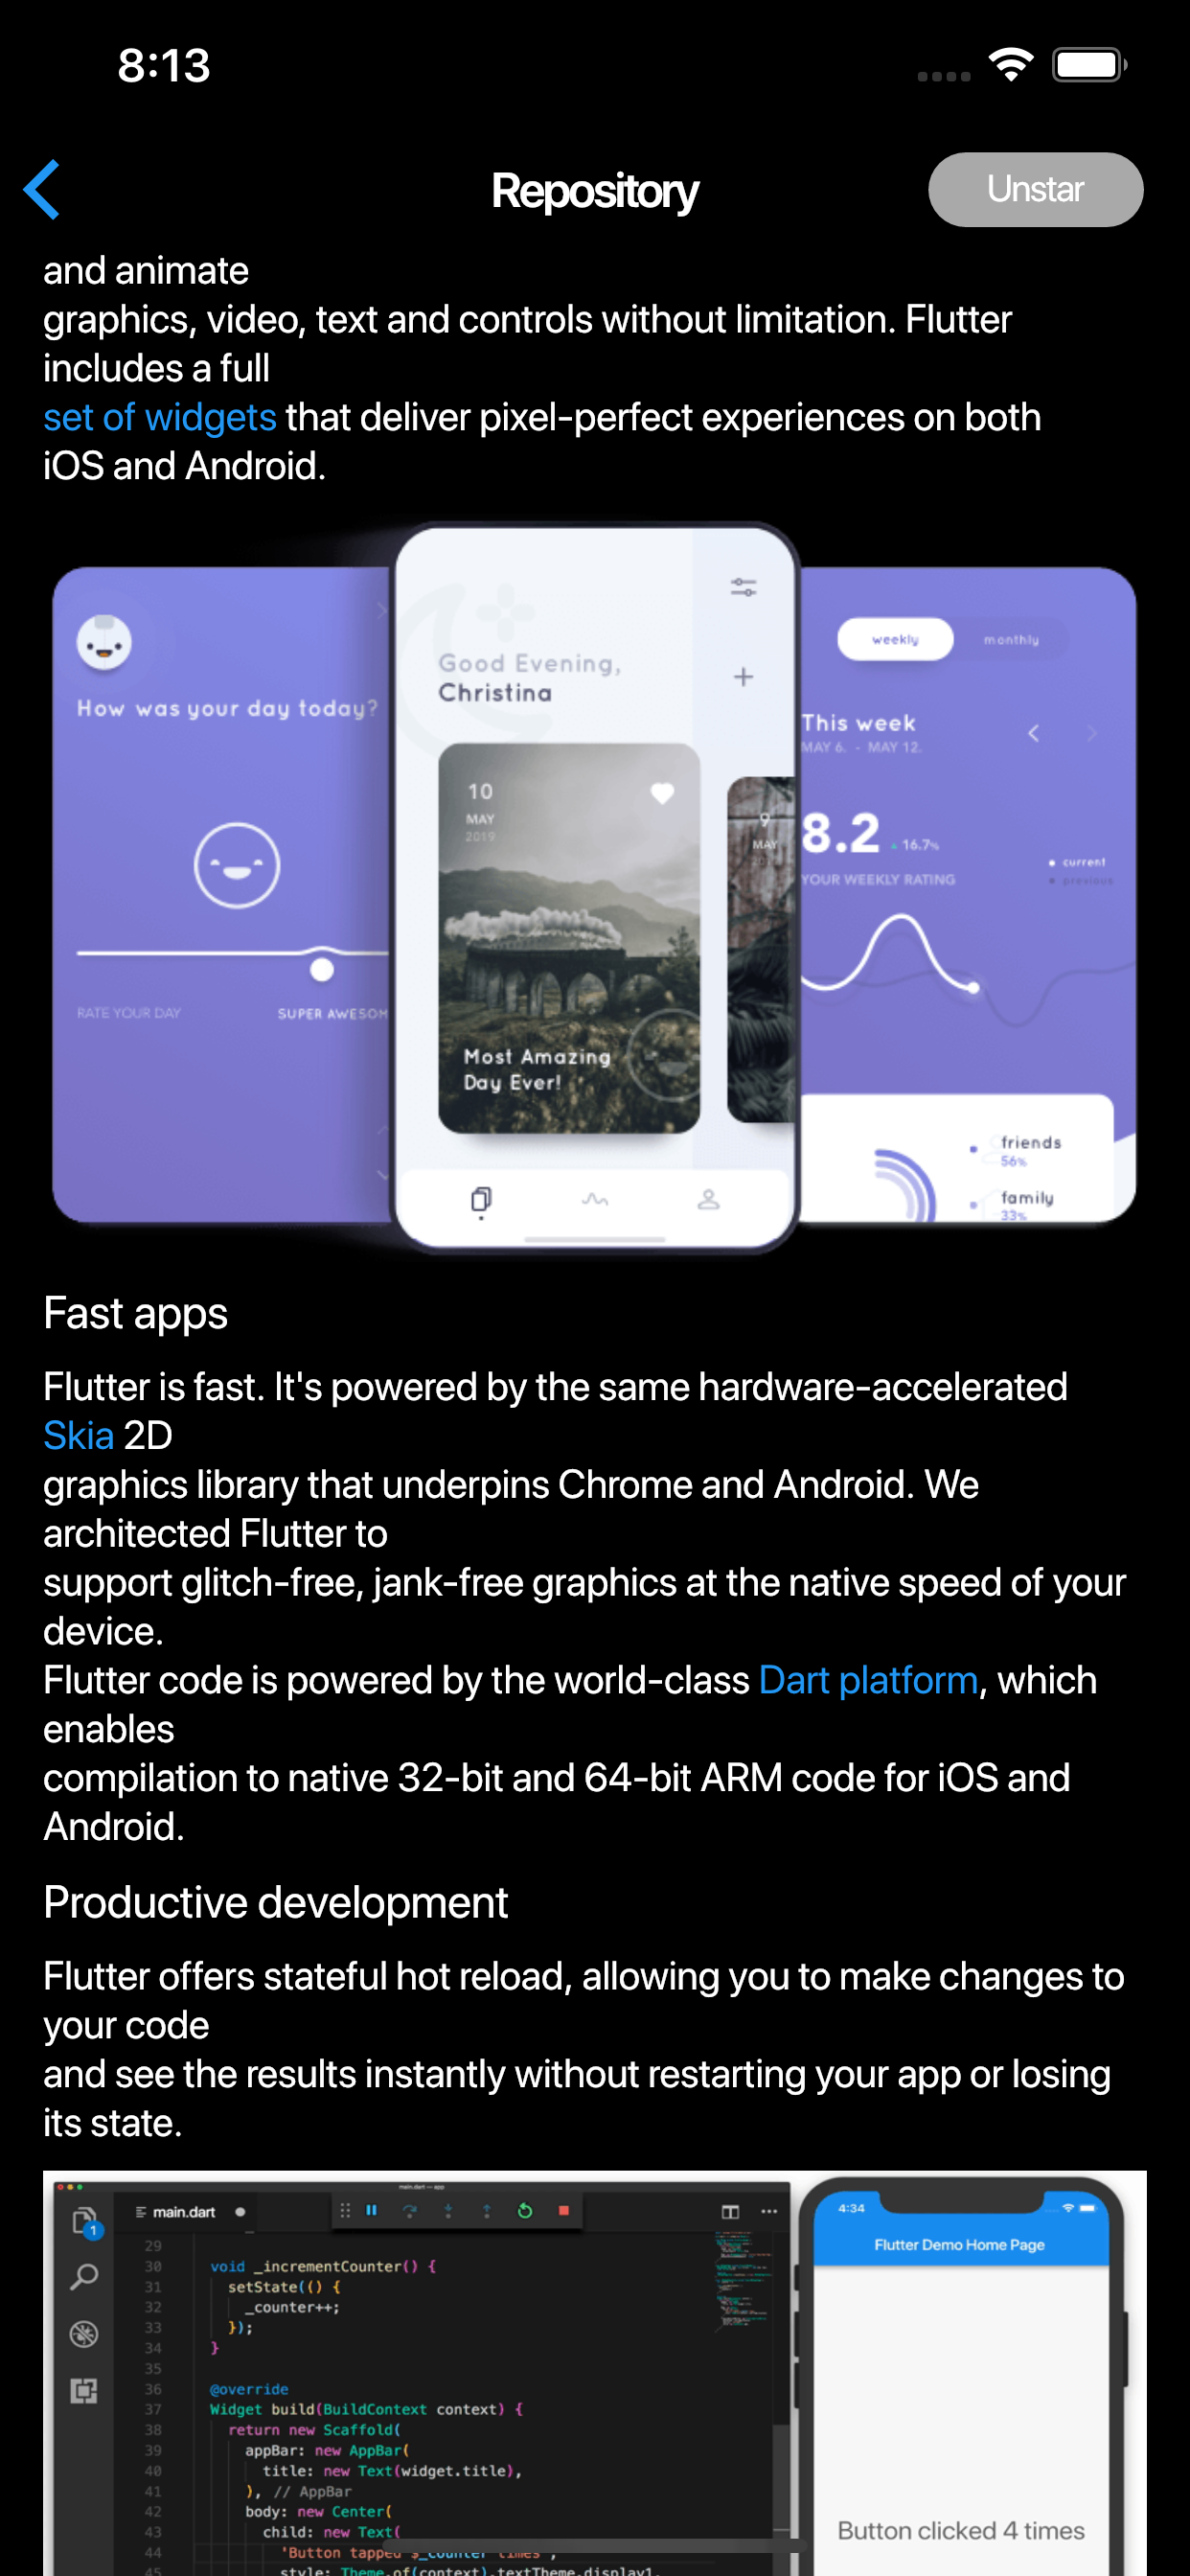 8:13
Repository
Unstar
and animate
graphics, video, text and controls without limitation. Flutter
includes a full
set of widgets that deliver pixel-perfect experiences on both
iOS and Android.
How was your day today?
RATE YOUR DAY
SUPER AWESOM
Good Evening,
Christina
10
MAY
2019
Most Amazing
Day Ever!
9
MAY
weekly
monthly
This week
MAY 6. - MAY 12.
8.2
16.7%
YOUR WEEKLY RATING
current
previous
friends
56%
family
33%
Fast apps
Flutter is fast. It's powered by the same hardware-accelerated
Skia 2D
graphics library that underpins Chrome and Android. We
architected Flutter to
support glitch-free, jank-free graphics at the native speed of your
device.
Flutter code is powered by the world-class Dart platform, which
enables
compilation to native 32-bit and 64-bit ARM code for iOS and
Android.
Productive development
Flutter offers stateful hot reload, allowing you to make changes to
your code
and see the results instantly without restarting your app or losing
its state.
main.dart — app
1
main.dart
29
30 void _incrementCounter() {
31 setState(() {
32 _counter++;
33 });
34 }
35
36 @override
37 Widget build(BuildContext context) {
38 return new Scaffold(
39 appBar: new AppBar(
40 title: new Text(widget.title),
41 ), // AppBar
42 body: new Center(
43 child: new Text(
44 'Button tapped $_counter times',
45 style: Theme.of(context).textTheme.display1,
4:34
Flutter Demo Home Page
Button clicked 4 times